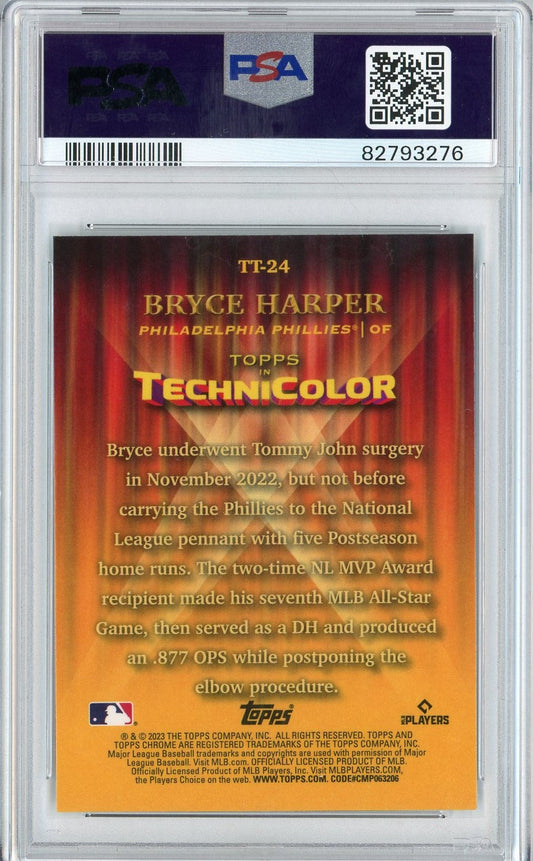 PSA
PSA
82793276
TT-24
BRYCE HARPER
PHILADELPHIA PHILLIES® | OF
TOPPS
IN
TECHNICOLOR
Bryce underwent Tommy John surgery
in November 2022, but not before
carrying the Phillies to the National
League pennant with five Postseason
home runs. The two-time NL MVP Award
recipient made his seventh MLB All-Star
Game, then served as a DH and produced
an .877 OPS while postponing the
elbow procedure.
topps
PLAYERS
® & © 2023 THE TOPPS COMPANY, INC. ALL RIGHTS RESERVED. TOPPS AND
TOPPS CHROME ARE REGISTERED TRADEMARKS OF THE TOPPS COMPANY, INC.
Major League Baseball trademarks and copyrights are used with permission of Major
League Baseball. Visit MLB.com. OFFICIALLY LICENSED PRODUCT OF MLB.
Officially Licensed Product of MLB Players, Inc. Visit MLBPLAYERS.COM,
the Players Choice on the web. WWW.TOPPS.COM. CODE#CMP063206